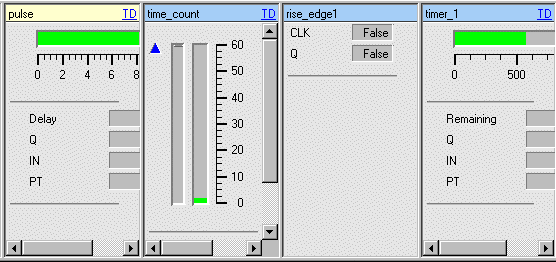 pulse TD
0 2 4 6 8
Delay
Q
IN
PT
time_count TD
60
50
40
30
20
10
0
rise_edge1
CLK False
Q False
timer_1 TD
0 500
Remaining
Q
IN
PT